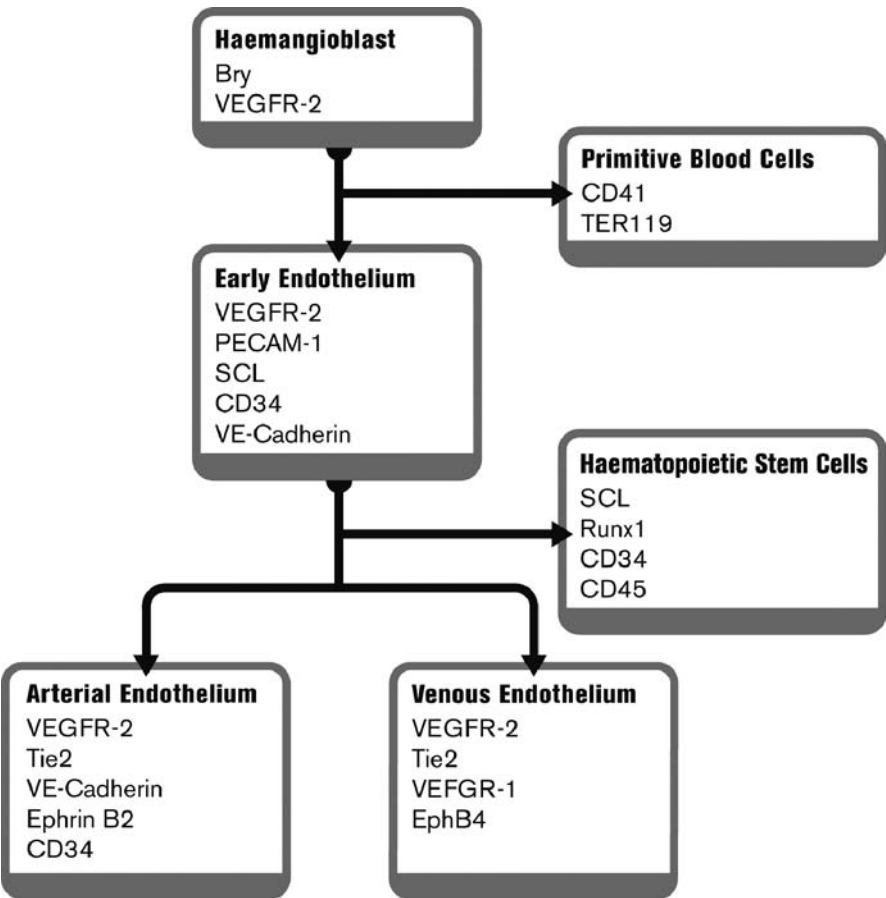 Haemangioblast
Bry
VEGFR-2
Primitive Blood Cells
CD41
TER119
Early Endothelium
VEGFR-2
PECAM-1
SCL
CD34
VE-Cadherin
Haematopoietic Stem Cells
SCL
Runx1
CD34
CD45
Arterial Endothelium
VEGFR-2
Tie2
VE-Cadherin
Ephrin B2
CD34
Venous Endothelium
VEGFR-2
Tie2
VEFGR-1
EphB4